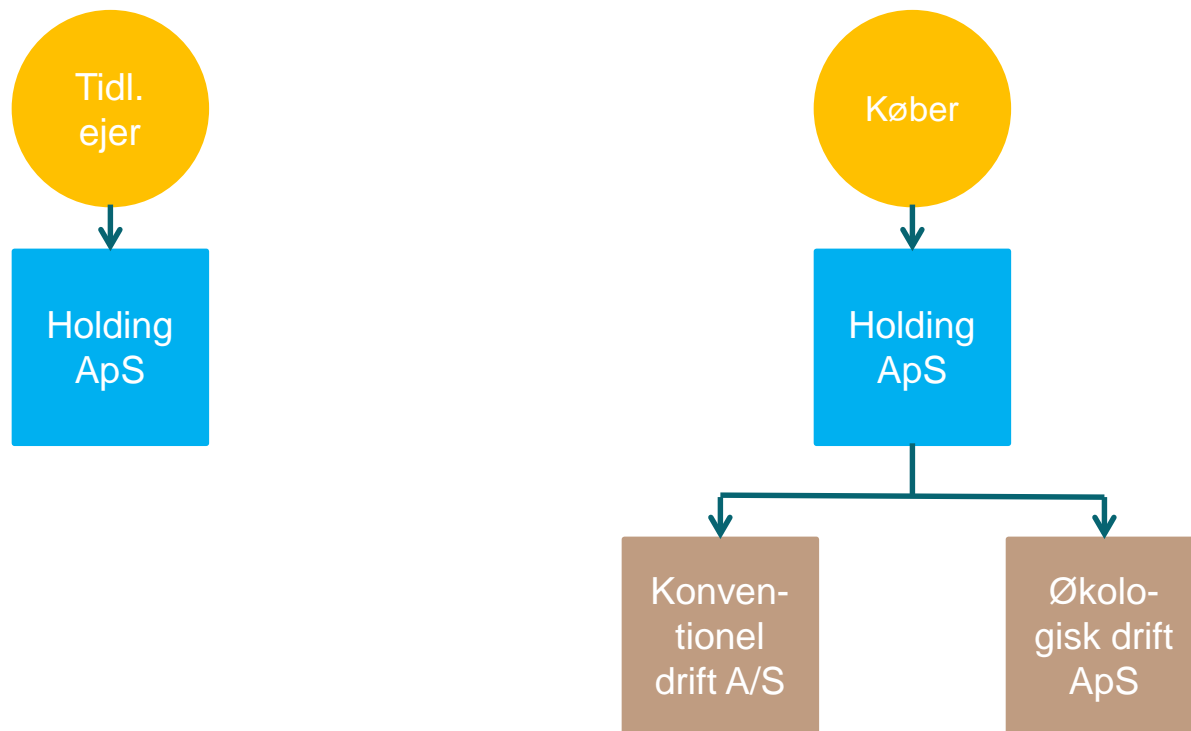 Tidl.
ejer
Køber
Holding
ApS
Holding
ApS
Konven-
tionel
drift A/S
Økolo-
gisk drift
ApS